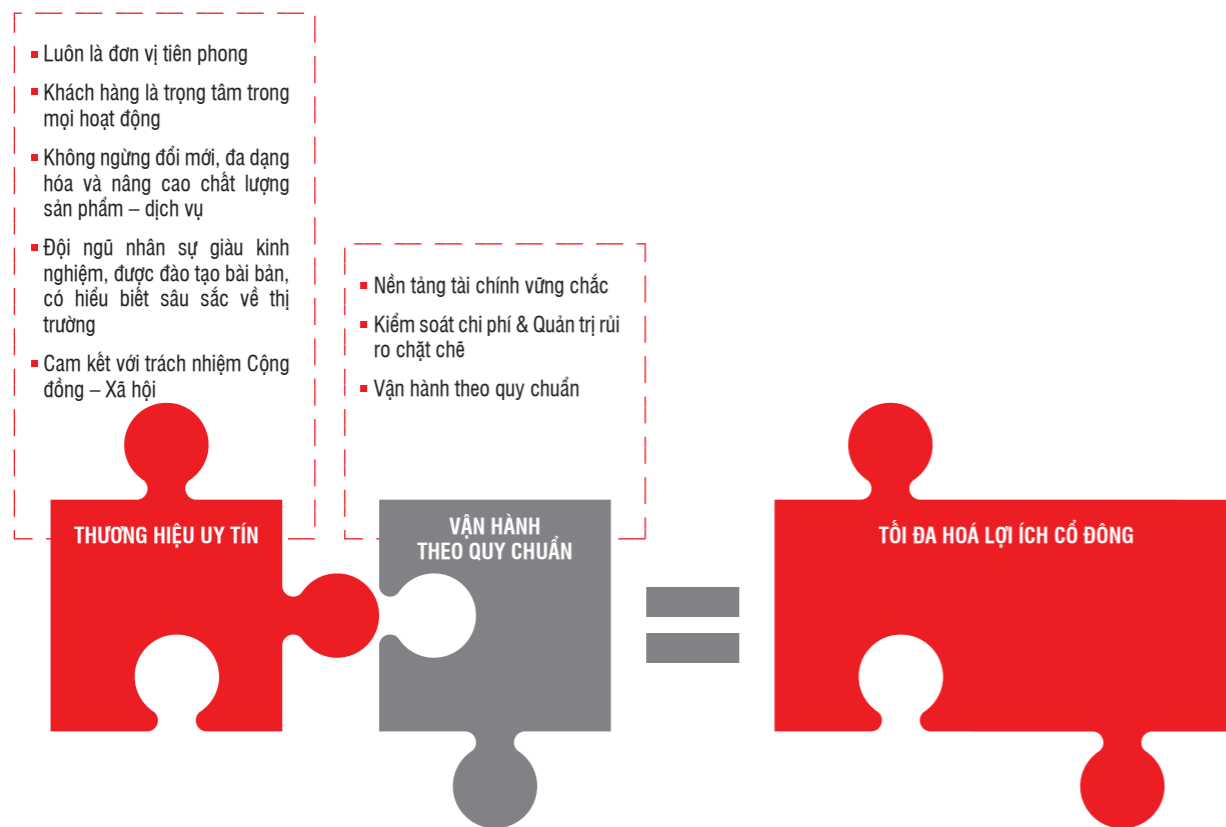 Luôn là đơn vị tiên phong
Khách hàng là trọng tâm trong
mọi hoạt động
Không ngừng đổi mới, đa dạng
hóa và nâng cao chất lượng
sản phẩm – dịch vụ
Đội ngũ nhân sự giàu kinh
nghiệm, được đào tạo bài bản,
có hiểu biết sâu sắc về thị
trường
Cam kết với trách nhiệm Cộng
đồng – Xã hội
THƯƠNG HIỆU UY TÍN
Nền tảng tài chính vững chắc
Kiểm soát chi phí & Quản trị rủi
ro chặt chẽ
Vận hành theo quy chuẩn
VẬN HÀNH
THEO QUY CHUẨN
TỐI ĐA HOÁ LỢI ÍCH CỔ ĐÔNG